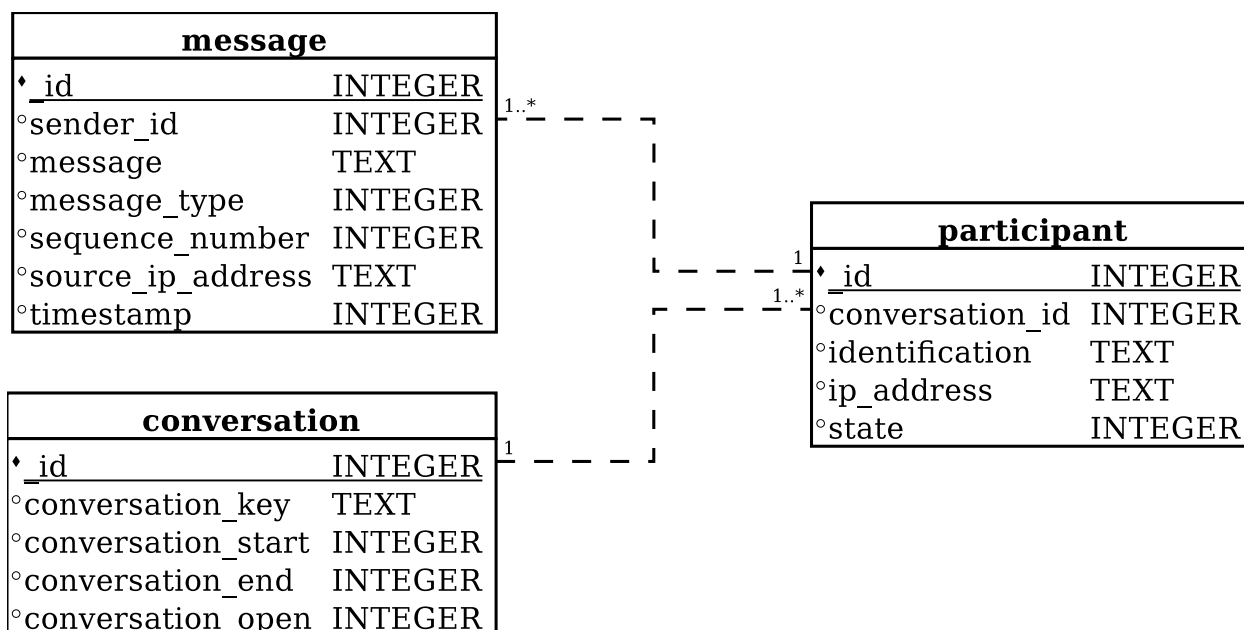 message
_id INTEGER
sender_id INTEGER
message TEXT
message_type INTEGER
sequence_number INTEGER
source_ip_address TEXT
timestamp INTEGER
1..*
1
1..*
participant
_id INTEGER
conversation_id INTEGER
identification TEXT
ip_address TEXT
state INTEGER
conversation
_id INTEGER
conversation_key TEXT
conversation_start INTEGER
conversation_end INTEGER
conversation_open INTEGER
1